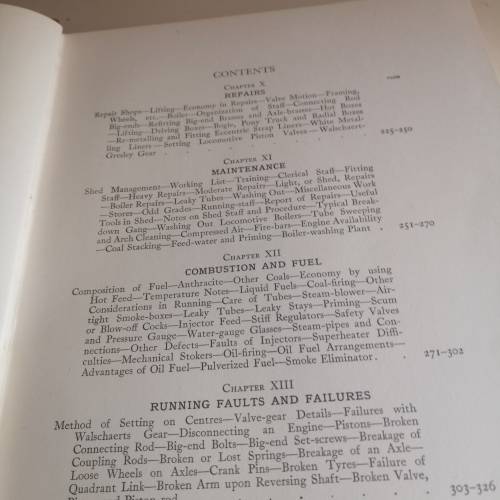 CONTENTS
PAGE
CHAPTER X
REPAIRS
Repair Shops—Lifting—Economy in Repairs—Valve Motion—Framing,
Wheels, etc.—Boiler—Organization of Staff—Connecting Rod
Big-ends—Refitting Big-end Brasses and Axle-brasses—Hot Boxes
—Lifting—Driving Boxes—Bogie, Pony Truck and Radial Boxes
—Re-metalling and Fitting Eccentric Strap Liners—White Metal-
ling Liners—Setting Locomotive Piston Valves—Walschaert-
Gresley Gear . . . . . . . 225-250
CHAPTER XI
MAINTENANCE
Shed Management—Working List—Training—Clerical Staff—Fitting
Staff—Heavy Repairs—Moderate Repairs—Light, or Shed, Repairs
—Boiler Repairs—Leaky Tubes—Washing Out—Miscellaneous Work
—Stores—Odd Grades—Running-staff—Report of Repairs—Useful
Tools in Shed—Notes on Shed Staff and Procedure—Typical Break-
down Gang—Washing Out Locomotive Boilers—Tube Sweeping
and Arch Cleaning—Compressed Air—Fire-bars—Engine Availability
—Coal Stacking—Feed-water and Priming—Boiler-washing Plant . 251-270
CHAPTER XII
COMBUSTION AND FUEL
Composition of Fuel—Anthracite—Other Coals—Economy by using
Hot Feed—Temperature Notes—Liquid Fuels—Coal-firing—Other
Considerations in Running—Care of Tubes—Steam-blower—Air-
tight Smoke-boxes—Leaky Tubes—Leaky Stays—Priming—Scum
or Blow-off Cocks—Injector Feed—Stiff Regulators—Safety Valves
and Pressure Gauge—Water-gauge Glasses—Steam-pipes and Con-
nections—Other Defects—Faults of Injectors—Superheater Diffi-
culties—Mechanical Stokers—Oil-firing—Oil Fuel Arrangements—
Advantages of Oil Fuel—Pulverized Fuel—Smoke Eliminator . . 271-302
CHAPTER XIII
RUNNING FAULTS AND FAILURES
Method of Setting on Centres—Valve-gear Details—Failures with
Walschaerts Gear—Disconnecting an Engine—Pistons—Broken
Connecting Rod—Big-end Bolts—Big-end Set-screws—Breakage of
Coupling Rods—Broken or Lost Springs—Breakage of an Axle—
Loose Wheels on Axles—Crank Pins—Broken Tyres—Failure of
Quadrant Link—Broken Arm upon Reversing Shaft—Broken Valve,
Piston rod 303-326